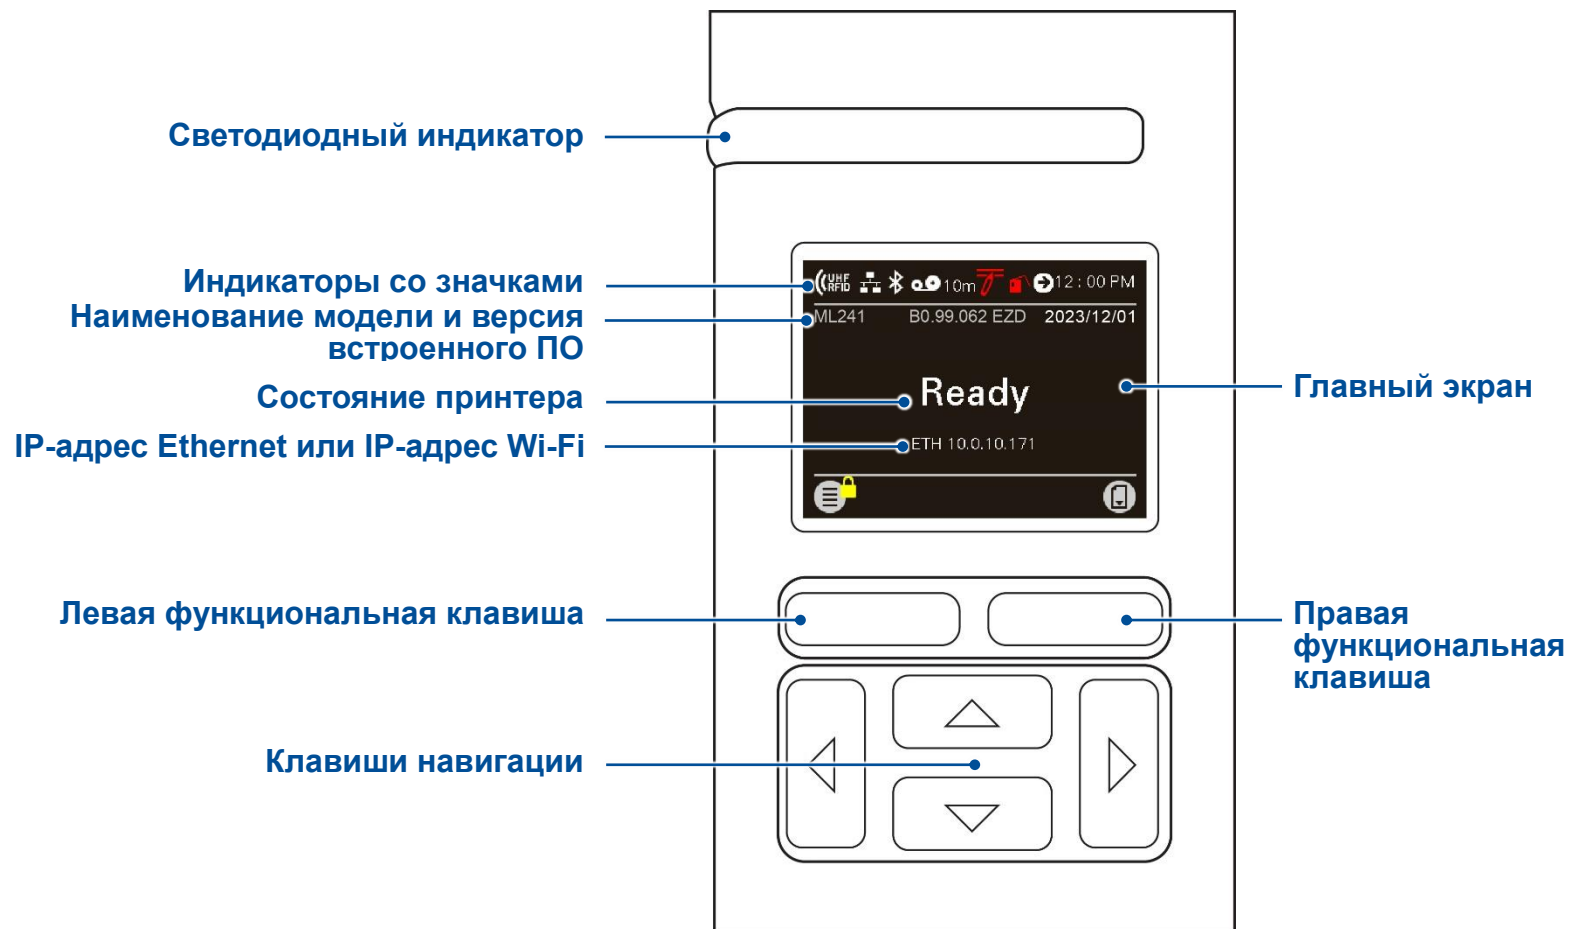 Светодиодный индикатор
Индикаторы со значками
Наименование модели и версия
встроенного ПО
Состояние принтера
IP-адрес Ethernet или IP-адрес Wi-Fi
UHF
RFID
10m
12:00 PM
ML241 B0.99.062 EZD 2023/12/01
Ready
ETH 10.0.10.171
Главный экран
Левая функциональная клавиша
Правая
функциональная
клавиша
Клавиши навигации